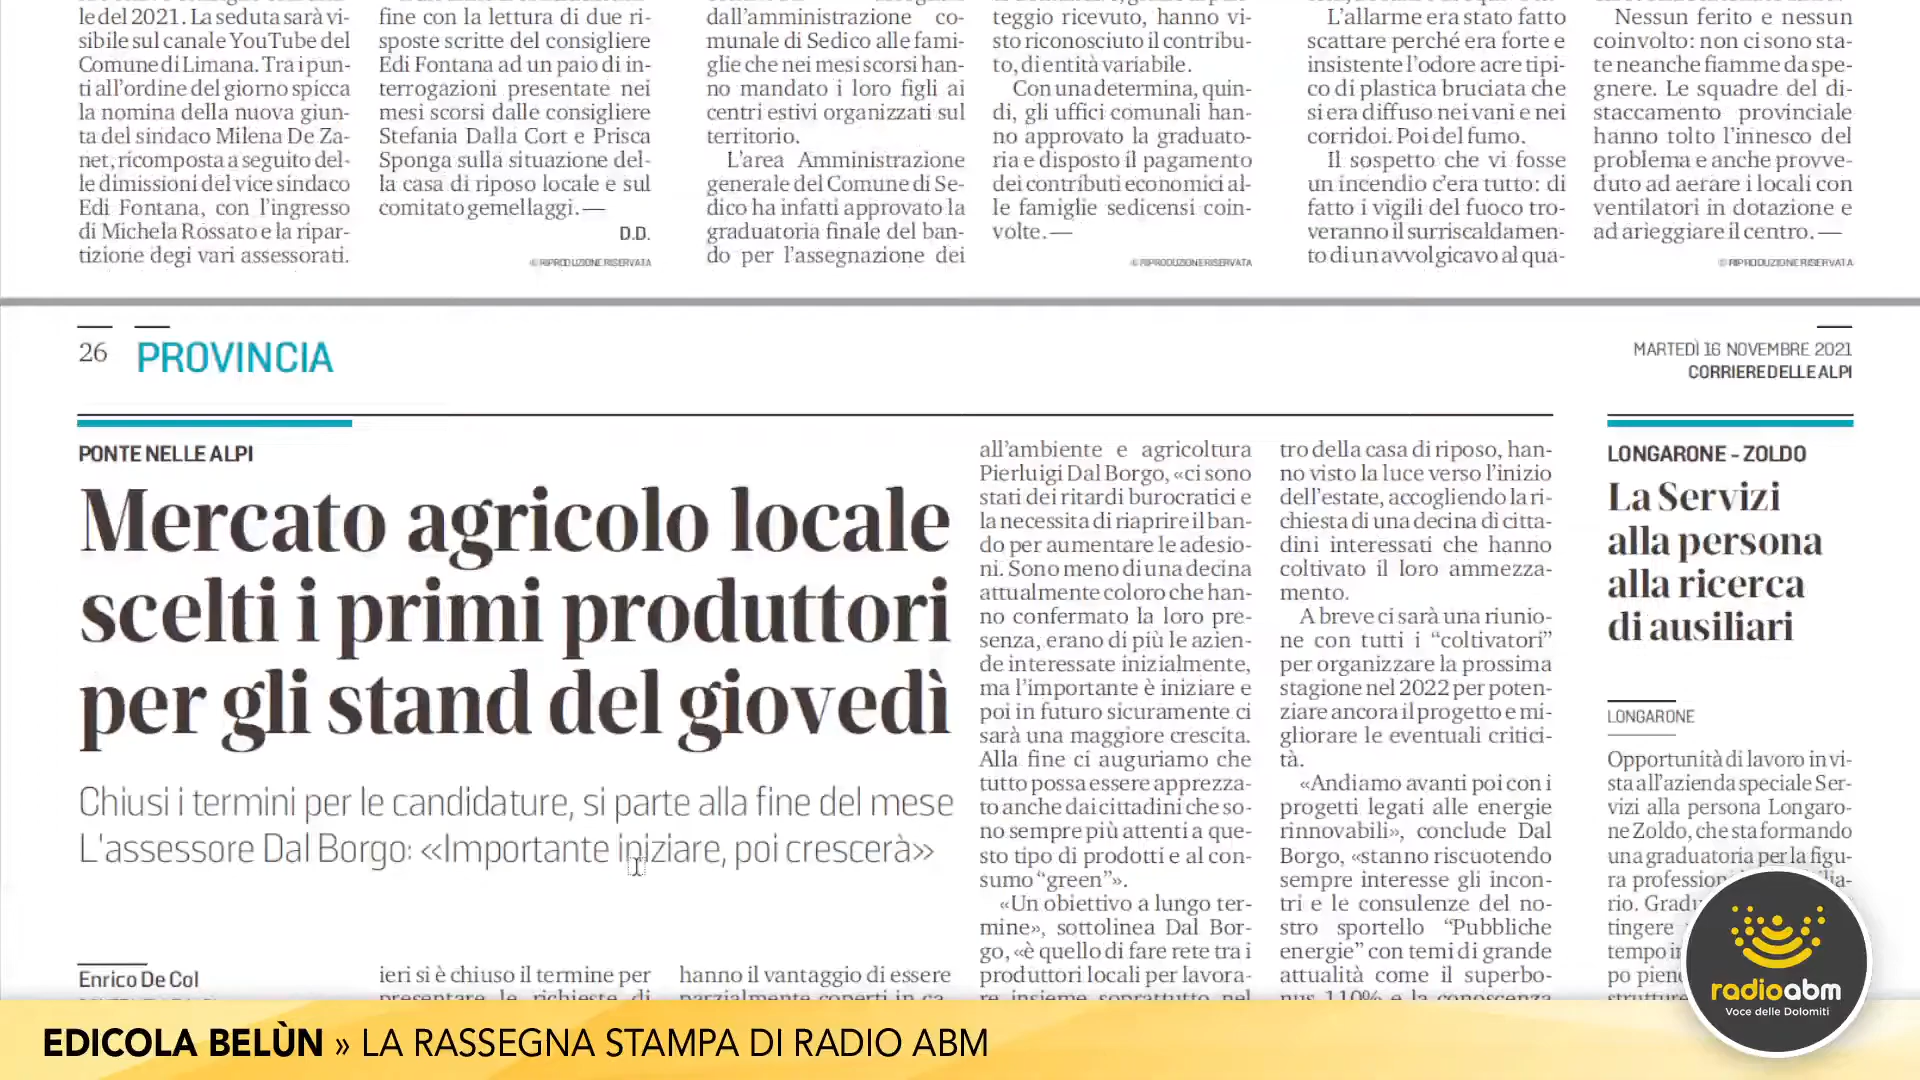 le del 2021. La seduta sarà vi-
sibile sul canale YouTube del
Comune di Limana. Tra i pun-
ti all'ordine del giorno spicca
la nomina della nuova giun-
ta del sindaco Milena De Za-
net, ricomposta a seguito del-
le dimissioni del vice sindaco
Edi Fontana, con l'ingresso
di Michela Rossato e la ripar-
tizione degi vari assessorati.
fine con la lettura di due ri-
sposte scritte del consigliere
Edi Fontana ad un paio di in-
terrogazioni presentate nei
mesi scorsi dalle consigliere
Stefania Dalla Cort e Prisca
Sponga sulla situazione del-
la casa di riposo locale e sul
comitato gemellaggi. —
D.D.
© RIPRODUZIONE RISERVATA
dall'amministrazione co-
munale di Sedico alle fami-
glie che nei mesi scorsi han-
no mandato i loro figli ai
centri estivi organizzati sul
territorio.
L'area Amministrazione
generale del Comune di Se-
dico ha infatti approvato la
graduatoria finale del ban-
do per l'assegnazione dei
teggio ricevuto, hanno vi-
sto riconosciuto il contribu-
to, di entità variabile.
Con una determina, quin-
di, gli uffici comunali han-
no approvato la graduato-
ria e disposto il pagamento
dei contributi economici al-
le famiglie sedicensi coin-
volte. —
© RIPRODUZIONE RISERVATA
L'allarme era stato fatto
scattare perché era forte e
insistente l'odore acre tipi-
co di plastica bruciata che
si era diffuso nei vani e nei
corridoi. Poi del fumo.
Il sospetto che vi fosse
un incendio c'era tutto: di
fatto i vigili del fuoco tro-
veranno il surriscaldamen-
to di un avvolgicavo al qua-
Nessun ferito e nessun
coinvolto: non ci sono sta-
te neanche fiamme da spe-
gnere. Le squadre del di-
staccamento provinciale
hanno tolto l'innesco del
problema e anche provve-
duto ad aerare i locali con
ventilatori in dotazione e
ad arieggiare il centro. —
© RIPRODUZIONE RISERVATA
26 PROVINCIA
MARTEDÌ 16 NOVEMBRE 2021
CORRIERE DELLE ALPI
PONTE NELLE ALPI
Mercato agricolo locale
scelti i primi produttori
per gli stand del giovedì
Chiusi i termini per le candidature, si parte alla fine del mese
L'assessore Dal Borgo: «Importante iniziare, poi crescerà»
Enrico De Col
ieri si è chiuso il termine per
presentare le richieste di
hanno il vantaggio di essere
parzialmente coperti in ca-
all'ambiente e agricoltura
Pierluigi Dal Borgo, «ci sono
stati dei ritardi burocratici e
la necessita di riaprire il ban-
do per aumentare le adesio-
ni. Sono meno di una decina
attualmente coloro che han-
no confermato la loro pre-
senza, erano di più le azien-
de interessate inizialmente,
ma l'importante è iniziare e
poi in futuro sicuramente ci
sarà una maggiore crescita.
Alla fine ci auguriamo che
tutto possa essere apprezza-
to anche dai cittadini che so-
no sempre più attenti a que-
sto tipo di prodotti e al con-
sumo "green"».
«Un obiettivo a lungo ter-
mine», sottolinea Dal Bor-
go, «è quello di fare rete tra i
produttori locali per lavora-
re insieme soprattutto nel
tro della casa di riposo, han-
no visto la luce verso l'inizio
dell'estate, accogliendo la ri-
chiesta di una decina di citta-
dini interessati che hanno
coltivato il loro ammezza-
mento.
A breve ci sarà una riunio-
ne con tutti i "coltivatori"
per organizzare la prossima
stagione nel 2022 per poten-
ziare ancora il progetto e mi-
gliorare le eventuali critici-
tà.
«Andiamo avanti poi con i
progetti legati alle energie
rinnovabili», conclude Dal
Borgo, «stanno riscuotendo
sempre interesse gli incon-
tri e le consulenze del no-
stro sportello "Pubbliche
energie" con temi di grande
attualità come il superbo-
nus 110% e la conoscenza
LONGARONE - ZOLDO
La Servizi
alla persona
alla ricerca
di ausiliari
LONGARONE
Opportunità di lavoro in vi-
sta all'azienda speciale Ser-
vizi alla persona Longaro-
ne Zoldo, che sta formando
una graduatoria per la figu-
ra
rio.
tingere
tempo
po
radioabm
Voce delle Dolomiti
EDICOLA BELÙN » LA RASSEGNA STAMPA DI RADIO ABM